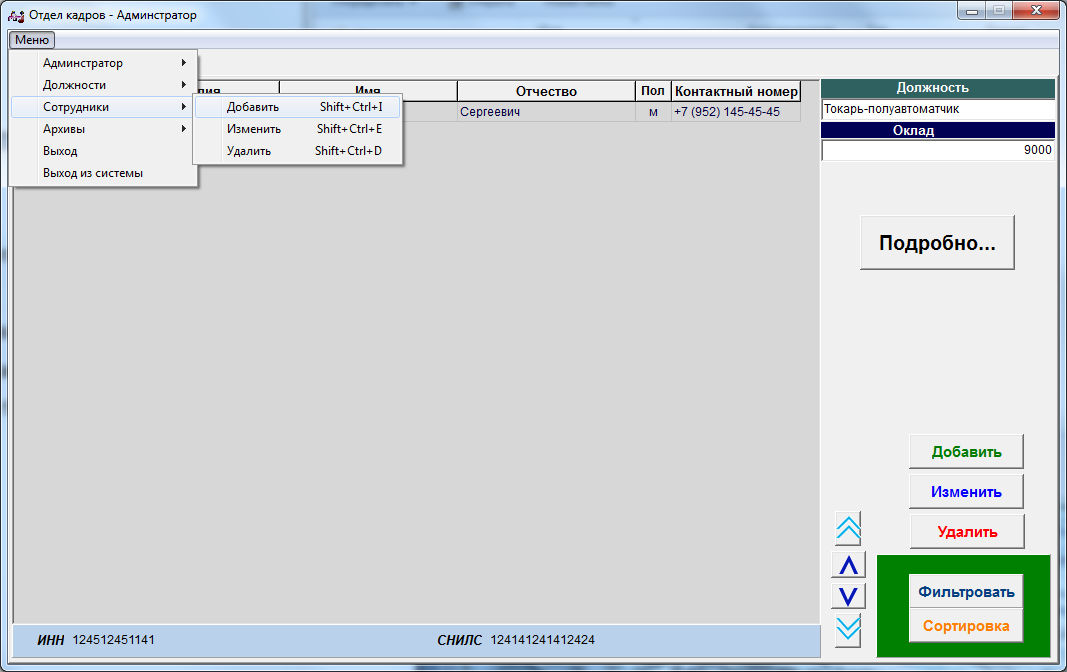 Отдел кадров - Админстратор
Меню
Админстратор
Должности
Сотрудники
Архивы
Выход
Выход из системы
Добавить Shift+Ctrl+I
Изменить Shift+Ctrl+E
Удалить Shift+Ctrl+D
Отчество Пол Контактный номер
Сергеевич м +7 (952) 145-45-45
Должность
Токарь-полуавтоматчик
Оклад
9000
Подробно...
Добавить
Изменить
Удалить
Фильтровать
Сортировка
ИНН 124512451141 СНИЛС 124141241412424